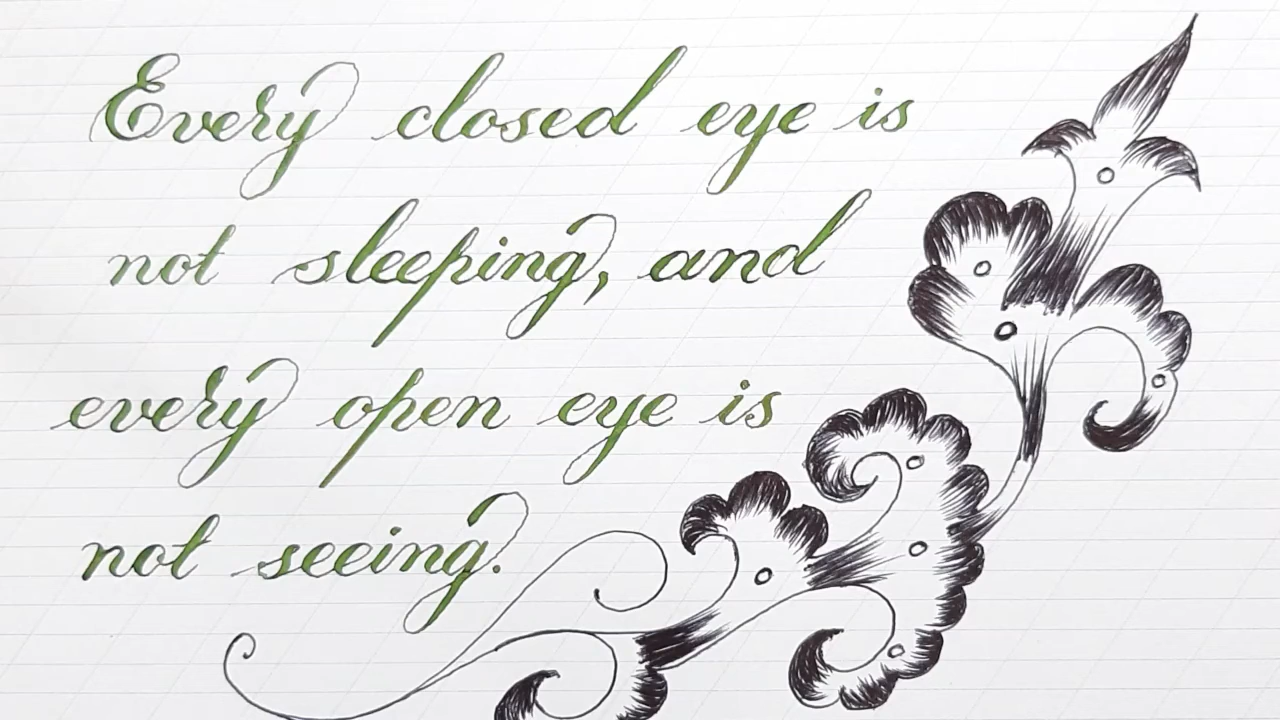 Every closed eye is
not sleeping, and
every open eye is
not seeing.